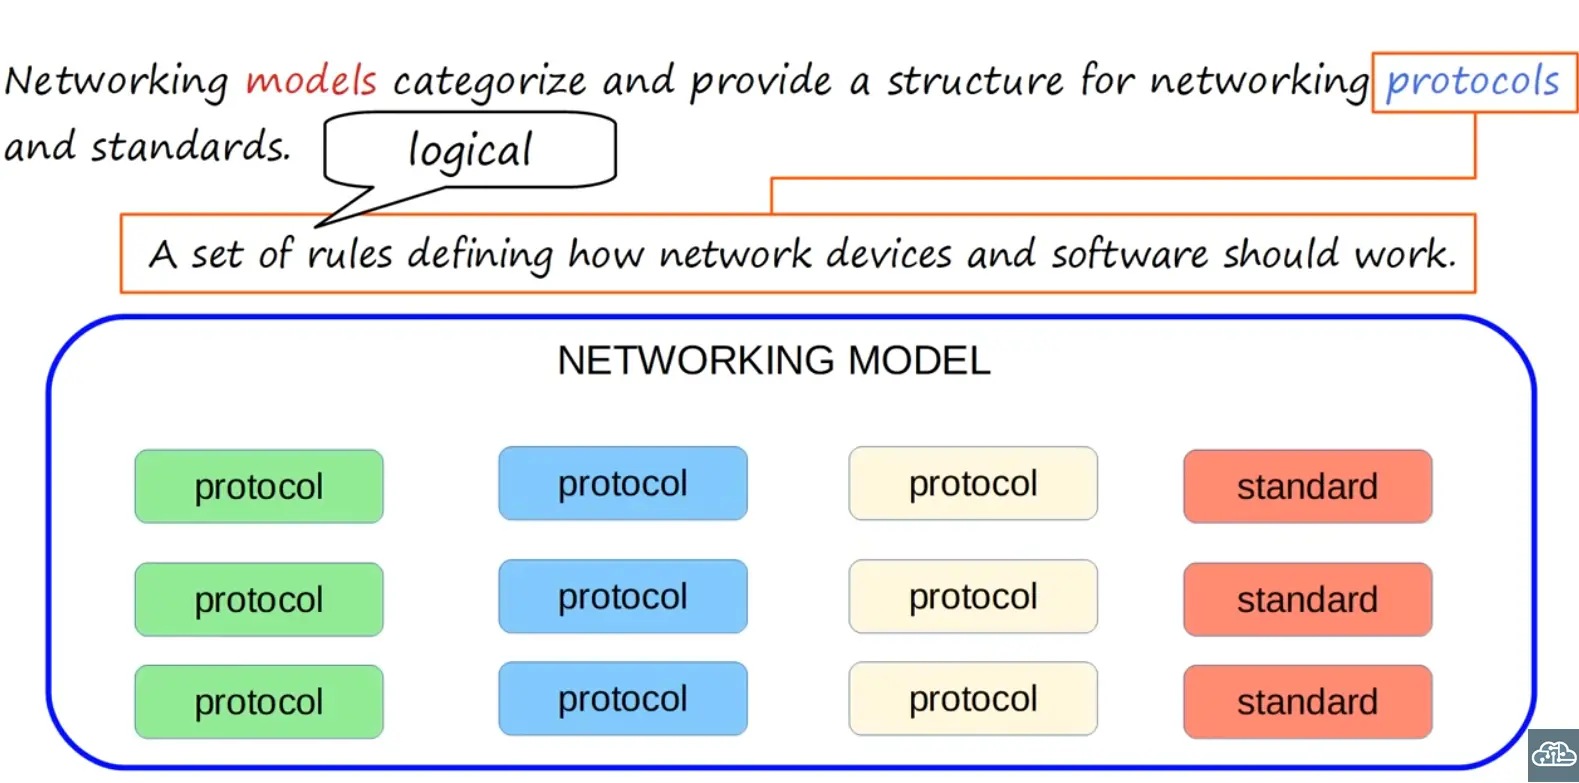 Networking models categorize and provide a structure for networking protocols
and standards.
logical
A set of rules defining how network devices and software should work.
NETWORKING MODEL
protocol protocol protocol standard
protocol protocol protocol standard
protocol protocol protocol standard